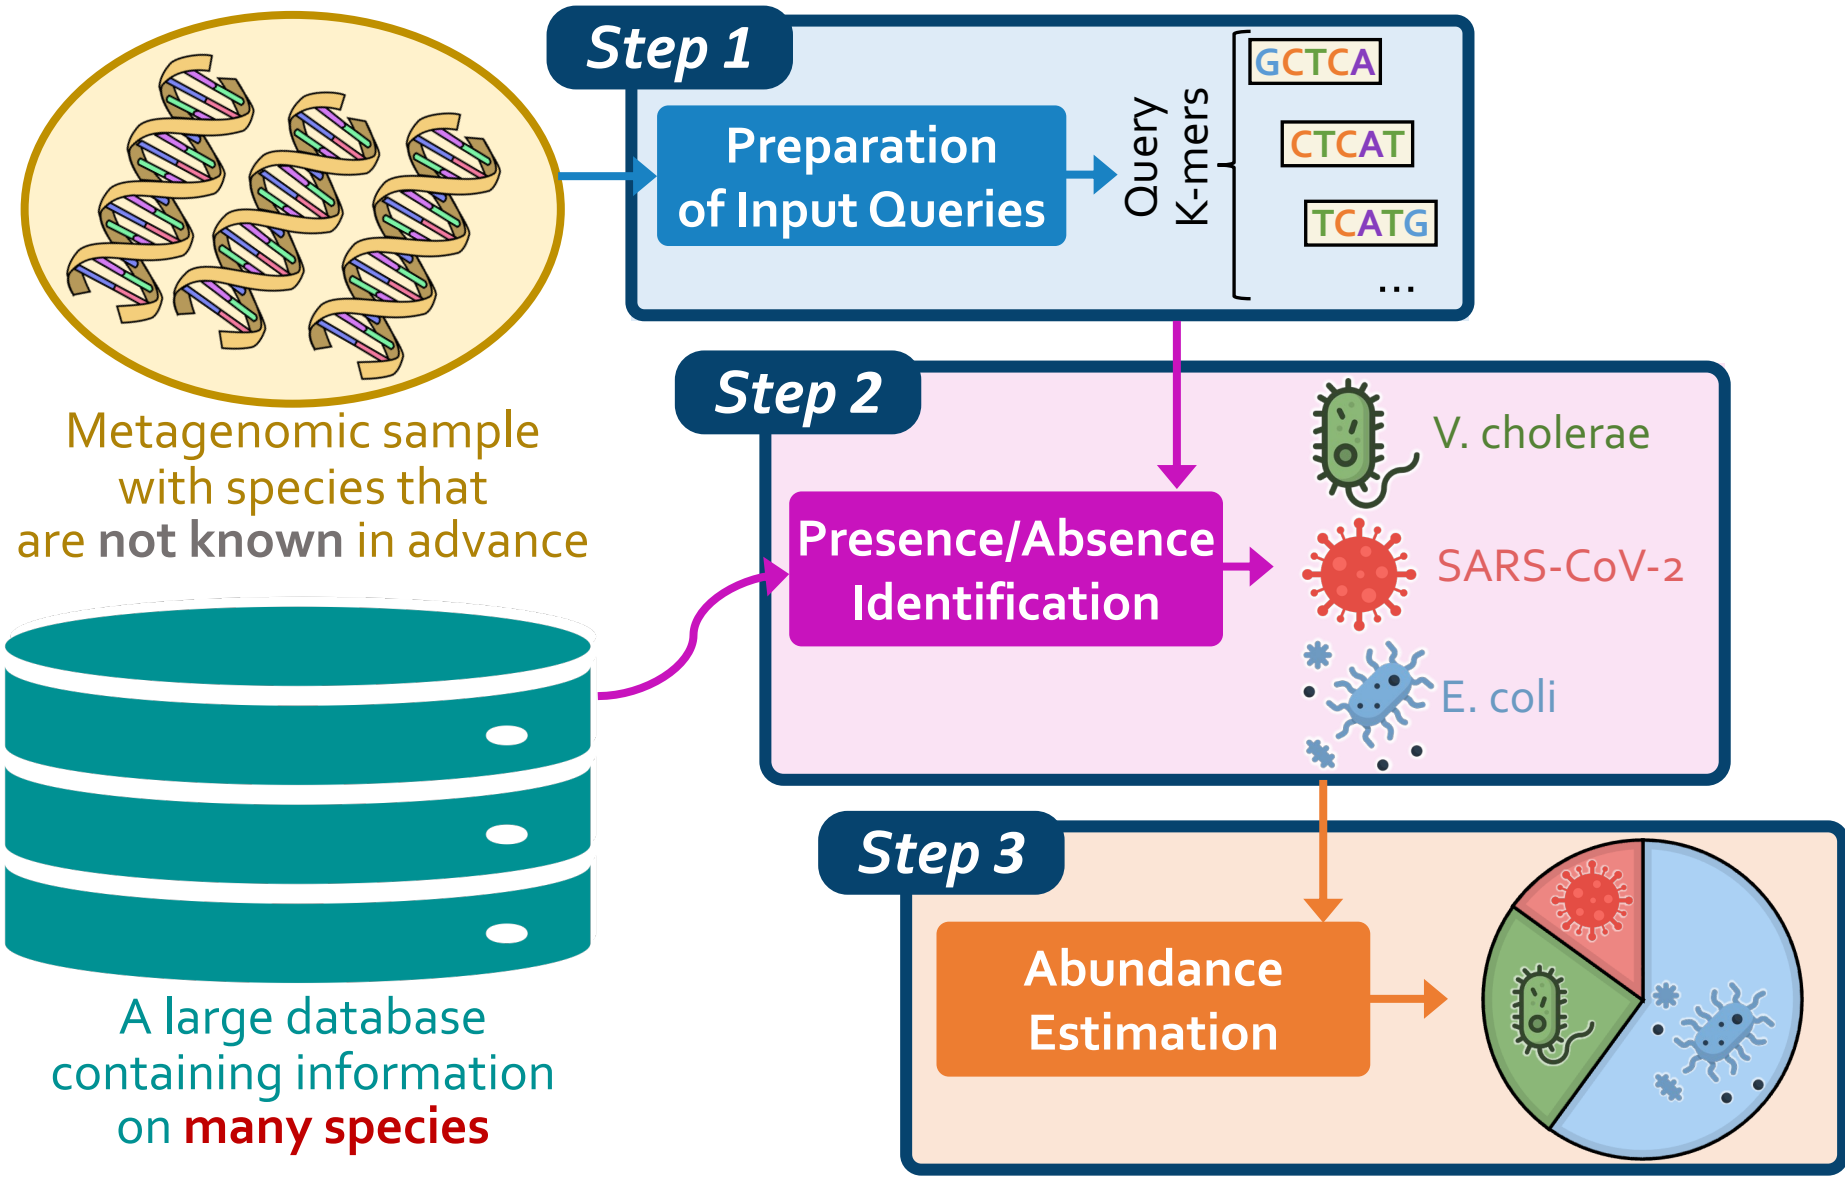 Step 1
Preparation
of Input Queries
Query
K-mers
GCTCA
CTCAT
TCATG
...
Metagenomic sample
with species that
are not known in advance
Step 2
Presence/Absence
Identification
V. cholerae
SARS-CoV-2
E. coli
A large database
containing information
on many species
Step 3
Abundance
Estimation